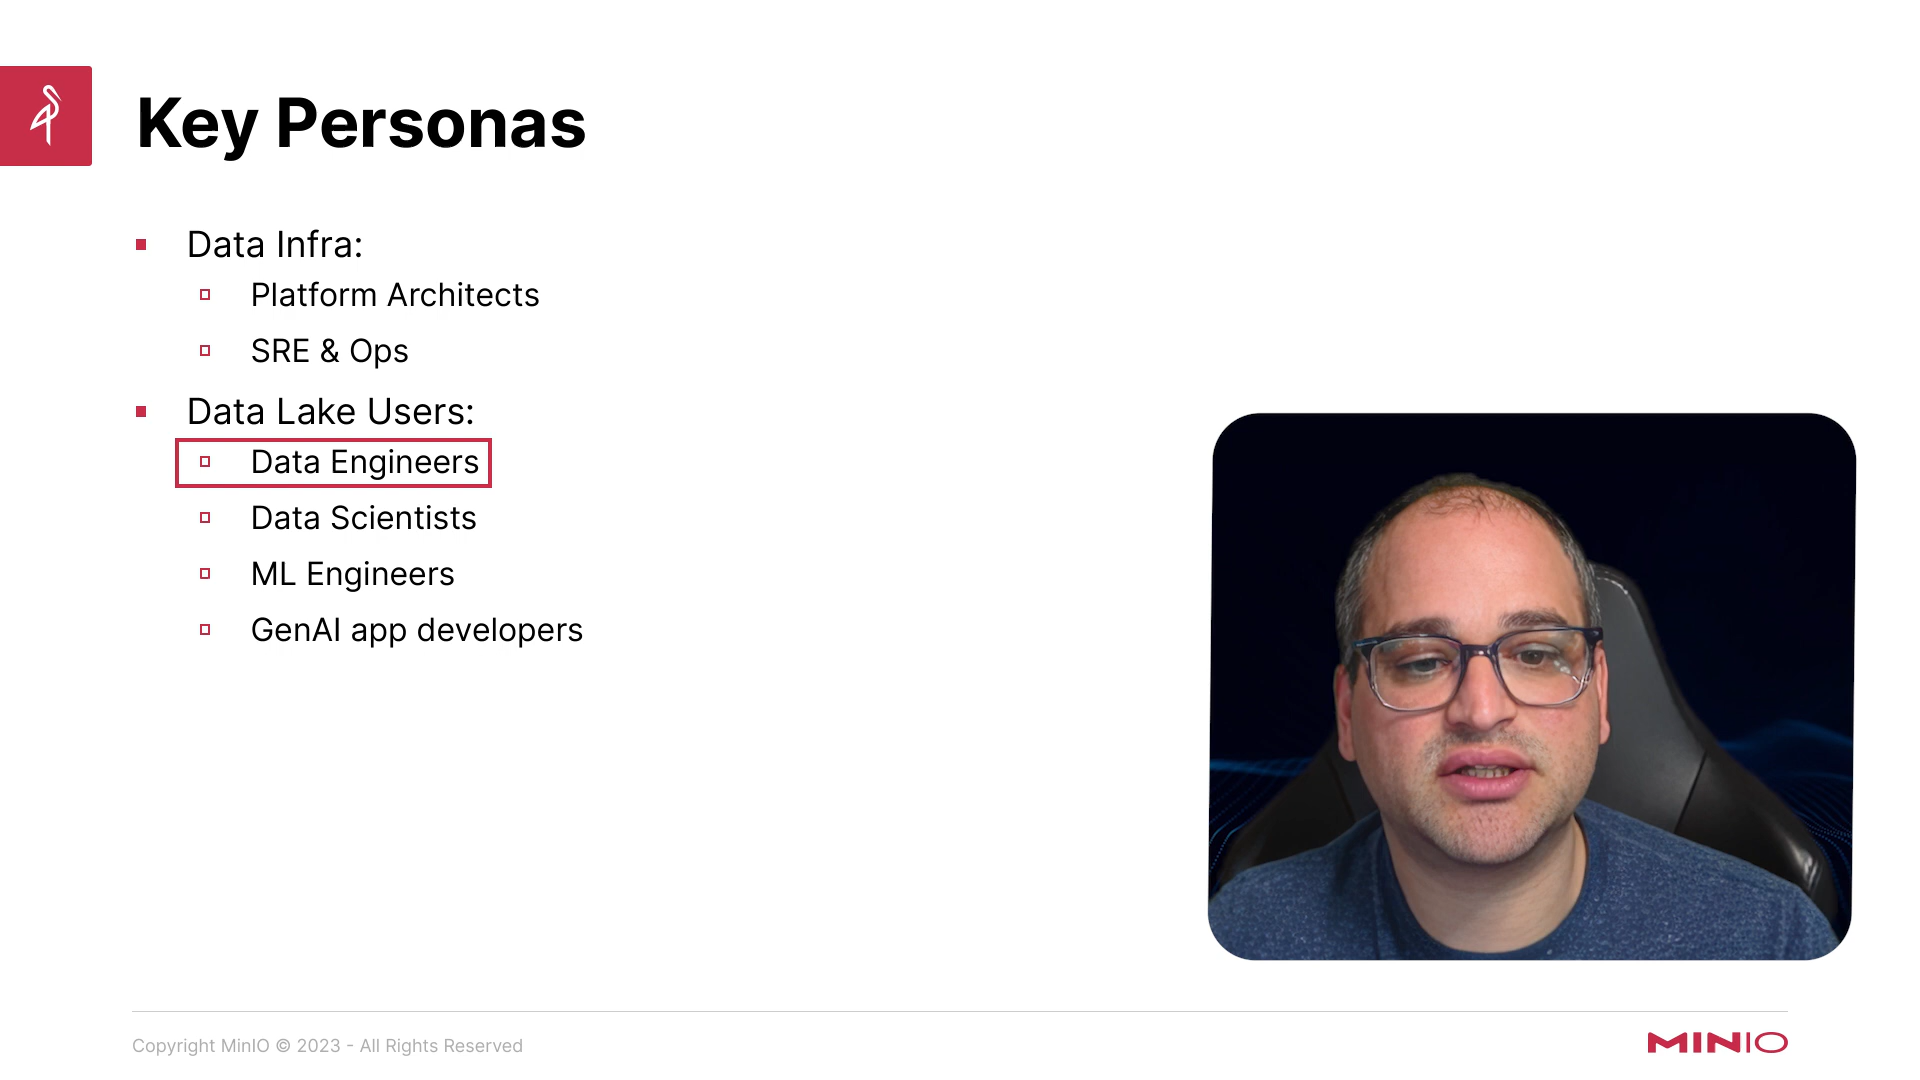 Key Personas
Data Infra:
Platform Architects
SRE & Ops
Data Lake Users:
Data Engineers
Data Scientists
ML Engineers
GenAI app developers
Copyright MinIO © 2023 - All Rights Reserved
MINIO